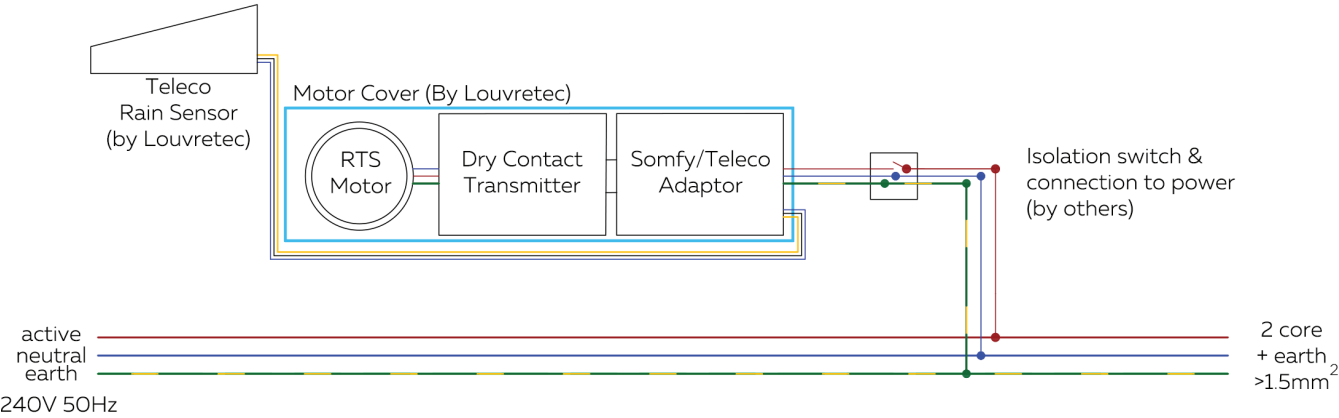 Teleco
Rain Sensor
(by Louvretec)
Motor Cover (By Louvretec)
RTS
Motor
Dry Contact
Transmitter
Somfy/Teleco
Adaptor
Isolation switch &
connection to power
(by others)
active
neutral
earth
240V 50Hz
2 core
+ earth
>1.5mm²